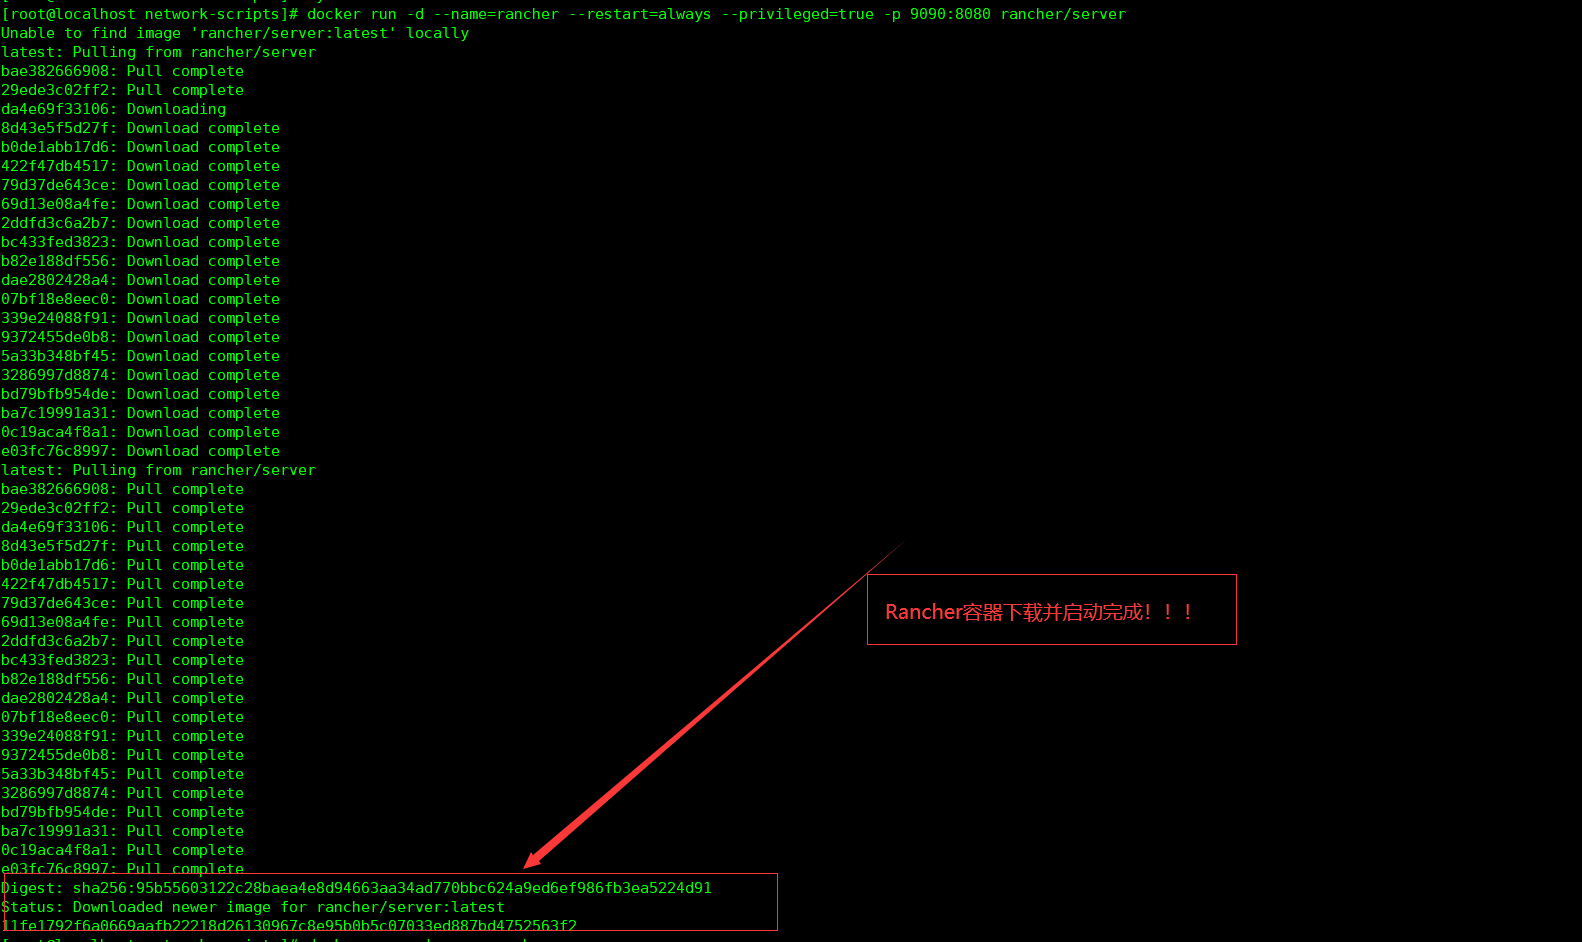 [root@localhost network-scripts]# docker run -d --name=rancher --restart=always --privileged=true -p 9090:8080 rancher/server
Unable to find image 'rancher/server:latest' locally
latest: Pulling from rancher/server
bae382666908: Pull complete
29ede3c02ff2: Pull complete
da4e69f33106: Downloading
8d43e5f5d27f: Download complete
b0de1abb17d6: Download complete
422f47db4517: Download complete
79d37de643ce: Download complete
69d13e08a4fe: Download complete
2ddfd3c6a2b7: Download complete
bc433fed3823: Download complete
b82e188df556: Download complete
dae2802428a4: Download complete
07bf18e8eec0: Download complete
339e24088f91: Download complete
9372455de0b8: Download complete
5a33b348bf45: Download complete
3286997d8874: Download complete
bd79bfb954de: Download complete
ba7c19991a31: Download complete
0c19aca4f8a1: Download complete
e03fc76c8997: Download complete
latest: Pulling from rancher/server
bae382666908: Pull complete
29ede3c02ff2: Pull complete
da4e69f33106: Pull complete
8d43e5f5d27f: Pull complete
b0de1abb17d6: Pull complete
422f47db4517: Pull complete
79d37de643ce: Pull complete
69d13e08a4fe: Pull complete
2ddfd3c6a2b7: Pull complete
bc433fed3823: Pull complete
b82e188df556: Pull complete
dae2802428a4: Pull complete
07bf18e8eec0: Pull complete
339e24088f91: Pull complete
9372455de0b8: Pull complete
5a33b348bf45: Pull complete
3286997d8874: Pull complete
bd79bfb954de: Pull complete
ba7c19991a31: Pull complete
0c19aca4f8a1: Pull complete
e03fc76c8997: Pull complete
Digest: sha256:95b55603122c28baea4e8d94663aa34ad770bbc624a9ed6ef986fb3ea5224d91
Status: Downloaded newer image for rancher/server:latest
11fe1792f6a0669aafb22218d26130967c8e95b0b5c07033ed887bd4752563f2
Rancher容器下载并启动完成！！！